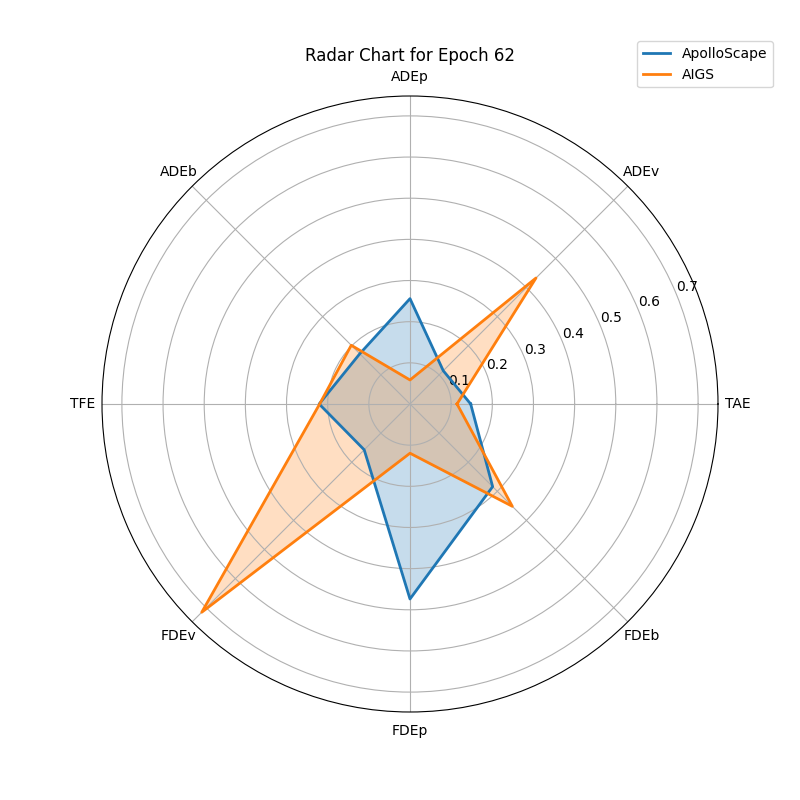 Radar Chart for Epoch 62
ApolloScape
AIGS
ADEp
ADEb
ADEv
0.7
0.6
0.5
0.4
0.3
0.2
0.1
TFE
TAE
FDEv
FDEb
FDEp